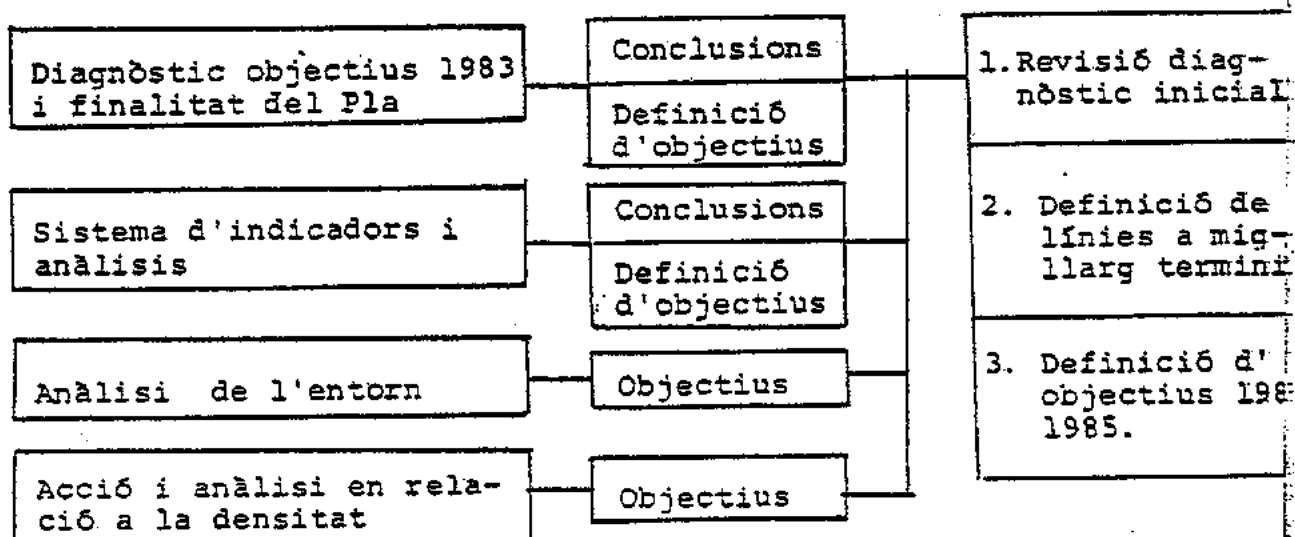 Diagnòstic objectius 1983
i finalitat del Pla
Conclusions
Definició
d'objectius
Sistema d'indicadors i
anàlisis
Conclusions
Definició
d'objectius
Anàlisi de l'entorn
Objectius
Acció i anàlisi en rela-
ció a la densitat
Objectius
1. Revisió diag-
nòstic inicial
2. Definició de
línies a mig-
llarg termini
3. Definició d'
objectius
1985.